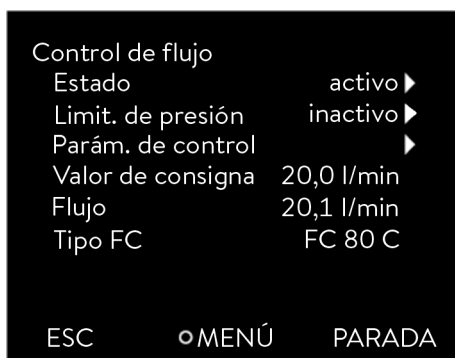 Control de flujo
Estado activo
Limit. de presión inactivo
Parám. de control
Valor de consigna 20,0 l/min
Flujo 20,1 l/min
Tipo FC FC 80 C
ESC MENÚ PARADA